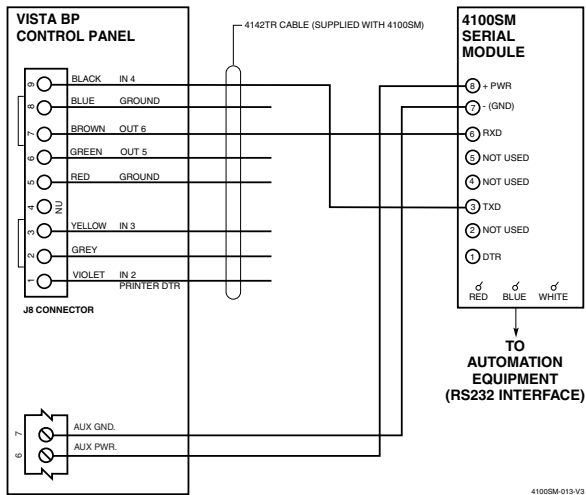 VISTA BP
CONTROL PANEL
4142TR CABLE (SUPPLIED WITH 4100SM)
4100SM
SERIAL
MODULE
9 BLACK IN 4
8 BLUE GROUND
7 BROWN OUT 6
6 GREEN OUT 5
5 RED GROUND
4 NU
3 YELLOW IN 3
2 GREY
1 VIOLET IN 2
PRINTER DTR
J8 CONNECTOR
8 + PWR
7 - (GND)
6 RXD
5 NOT USED
4 NOT USED
3 TXD
2 NOT USED
1 DTR
RED BLUE WHITE
TO
AUTOMATION
EQUIPMENT
(RS232 INTERFACE)
7 AUX GND.
6 AUX PWR.
4100SM-013-V3